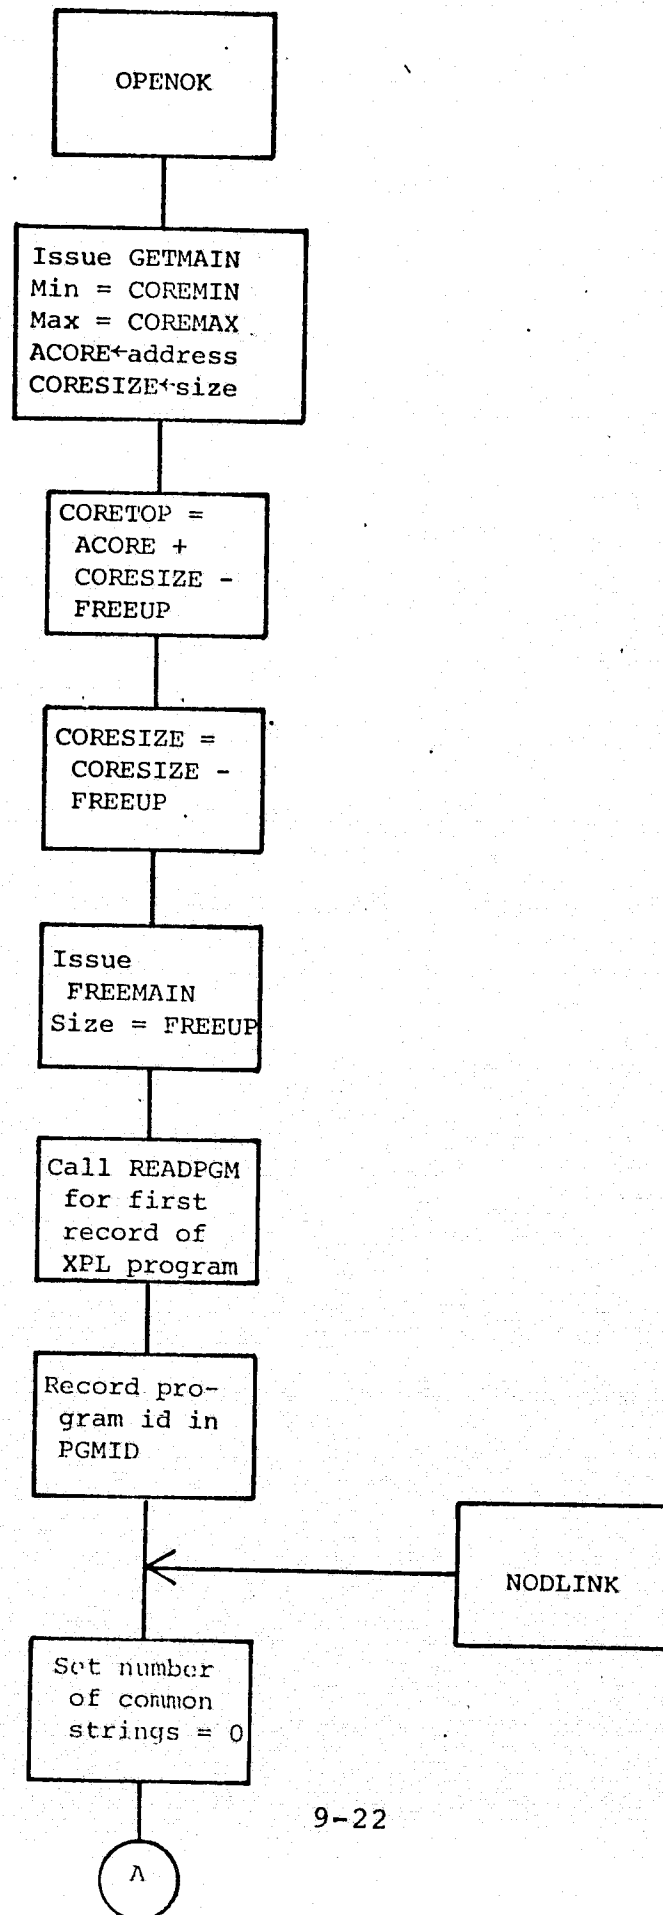 OPENOK
Issue GETMAIN
Min = COREMIN
Max = COREMAX
ACORE←address
CORESIZE←size
CORETOP =
ACORE +
CORESIZE -
FREEUP
CORESIZE =
CORESIZE -
FREEUP
Issue
FREEMAIN
Size = FREEUP
Call READPGM
for first
record of
XPL program
Record pro-
gram id in
PGMID
NODLINK
Set number
of common
strings = 0
9-22
A